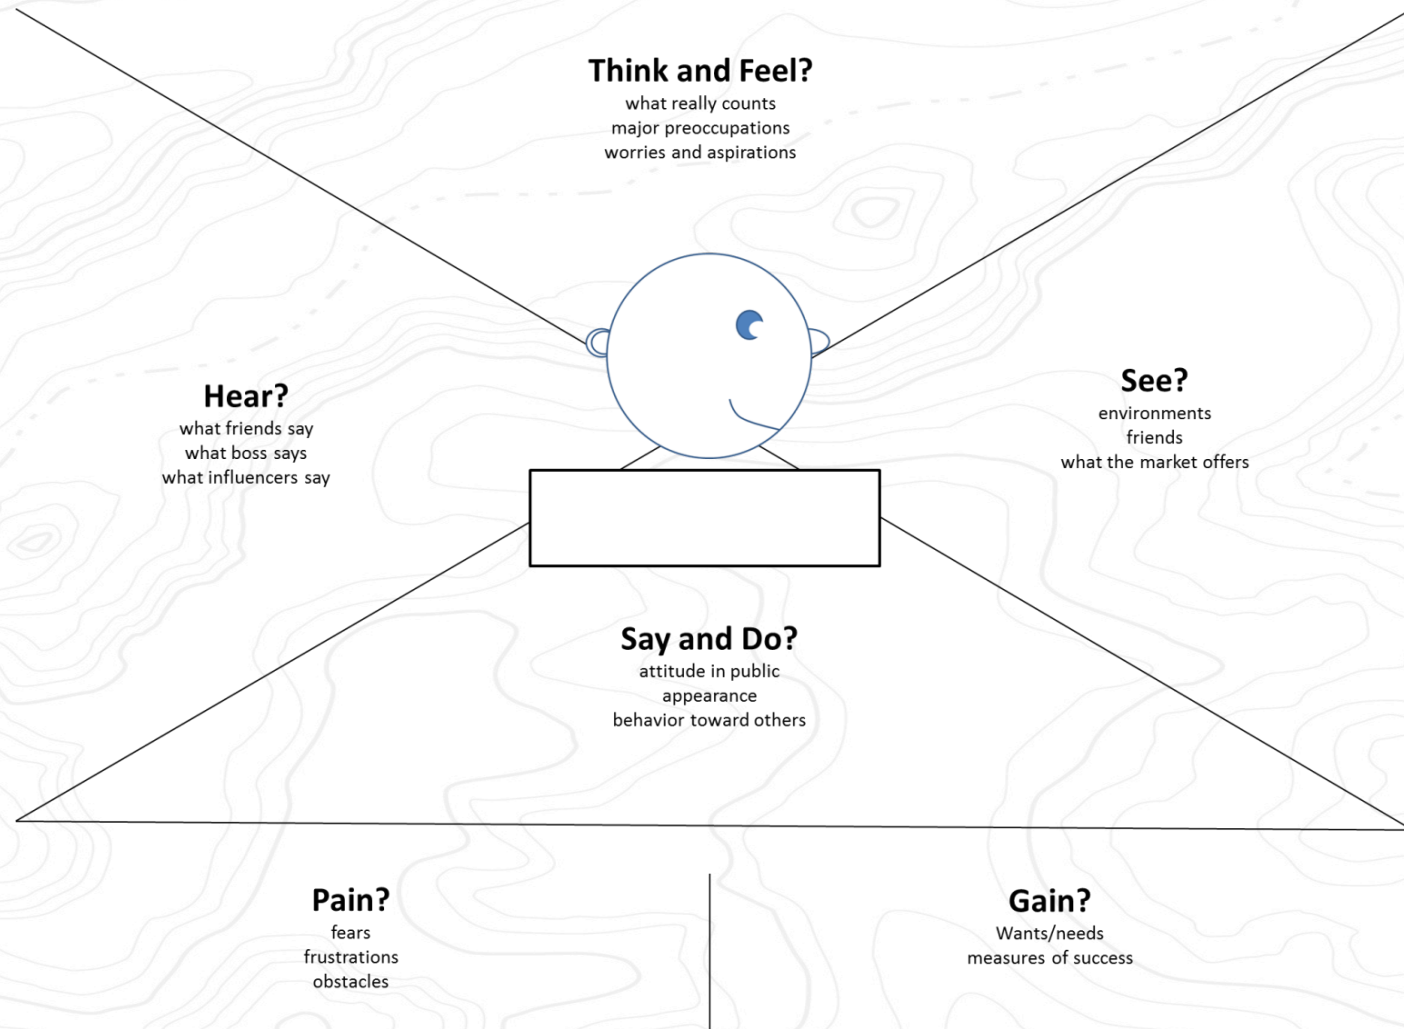 Think and Feel?
what really counts
major preoccupations
worries and aspirations
Hear?
what friends say
what boss says
what influencers say
See?
environments
friends
what the market offers
Say and Do?
attitude in public
appearance
behavior toward others
Pain?
fears
frustrations
obstacles
Gain?
Wants/needs
measures of success